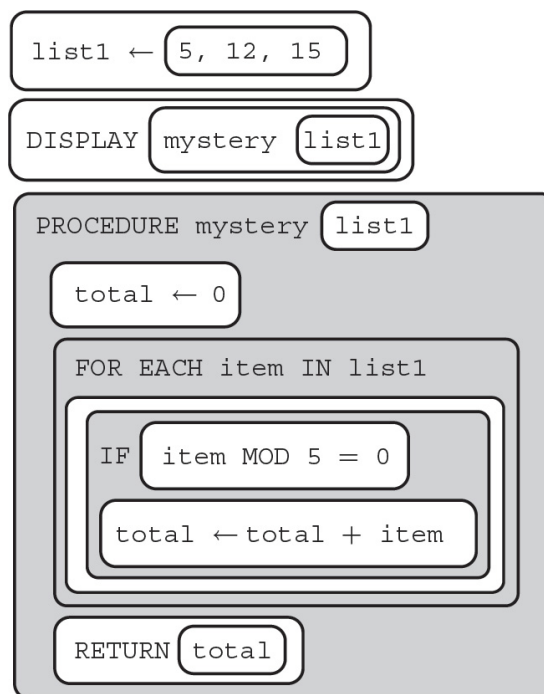 list1 ← 5, 12, 15
DISPLAY mystery list1
PROCEDURE mystery list1
total ← 0
FOR EACH item IN list1
IF item MOD 5 = 0
total ← total + item
RETURN total